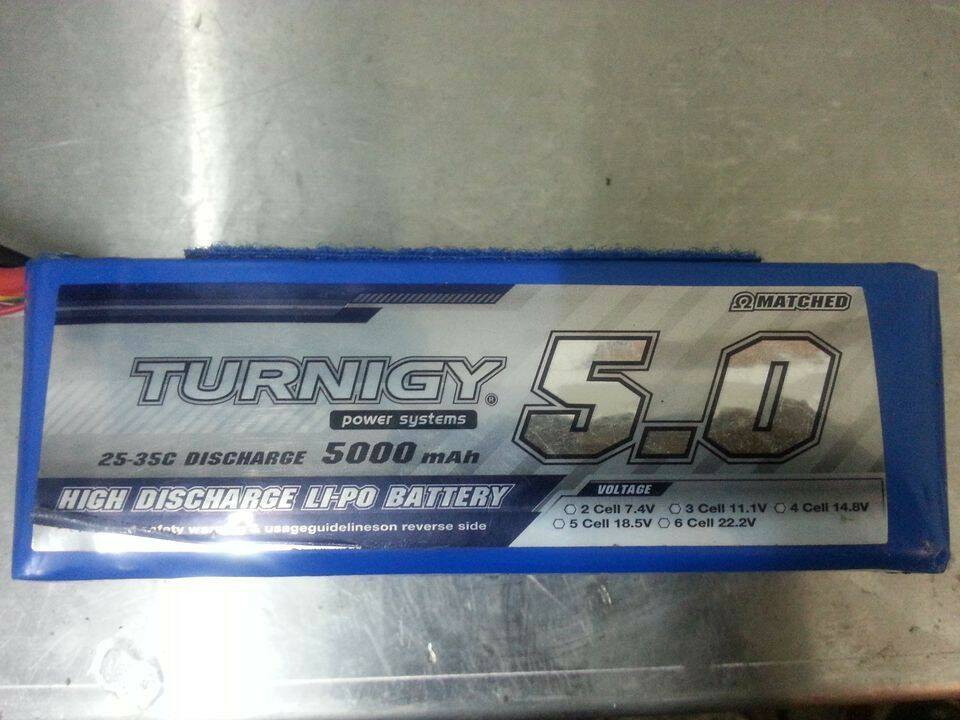 Ω MATCHED
TURNIGY®
5.0
power systems
25-35C DISCHARGE 5000 mAh
HIGH DISCHARGE LI-PO BATTERY
safety & usageguidelineson reverse side
VOLTAGE
2 Cell 7.4V 3 Cell 11.1V 4 Cell 14.8V
5 Cell 18.5V 6 Cell 22.2V